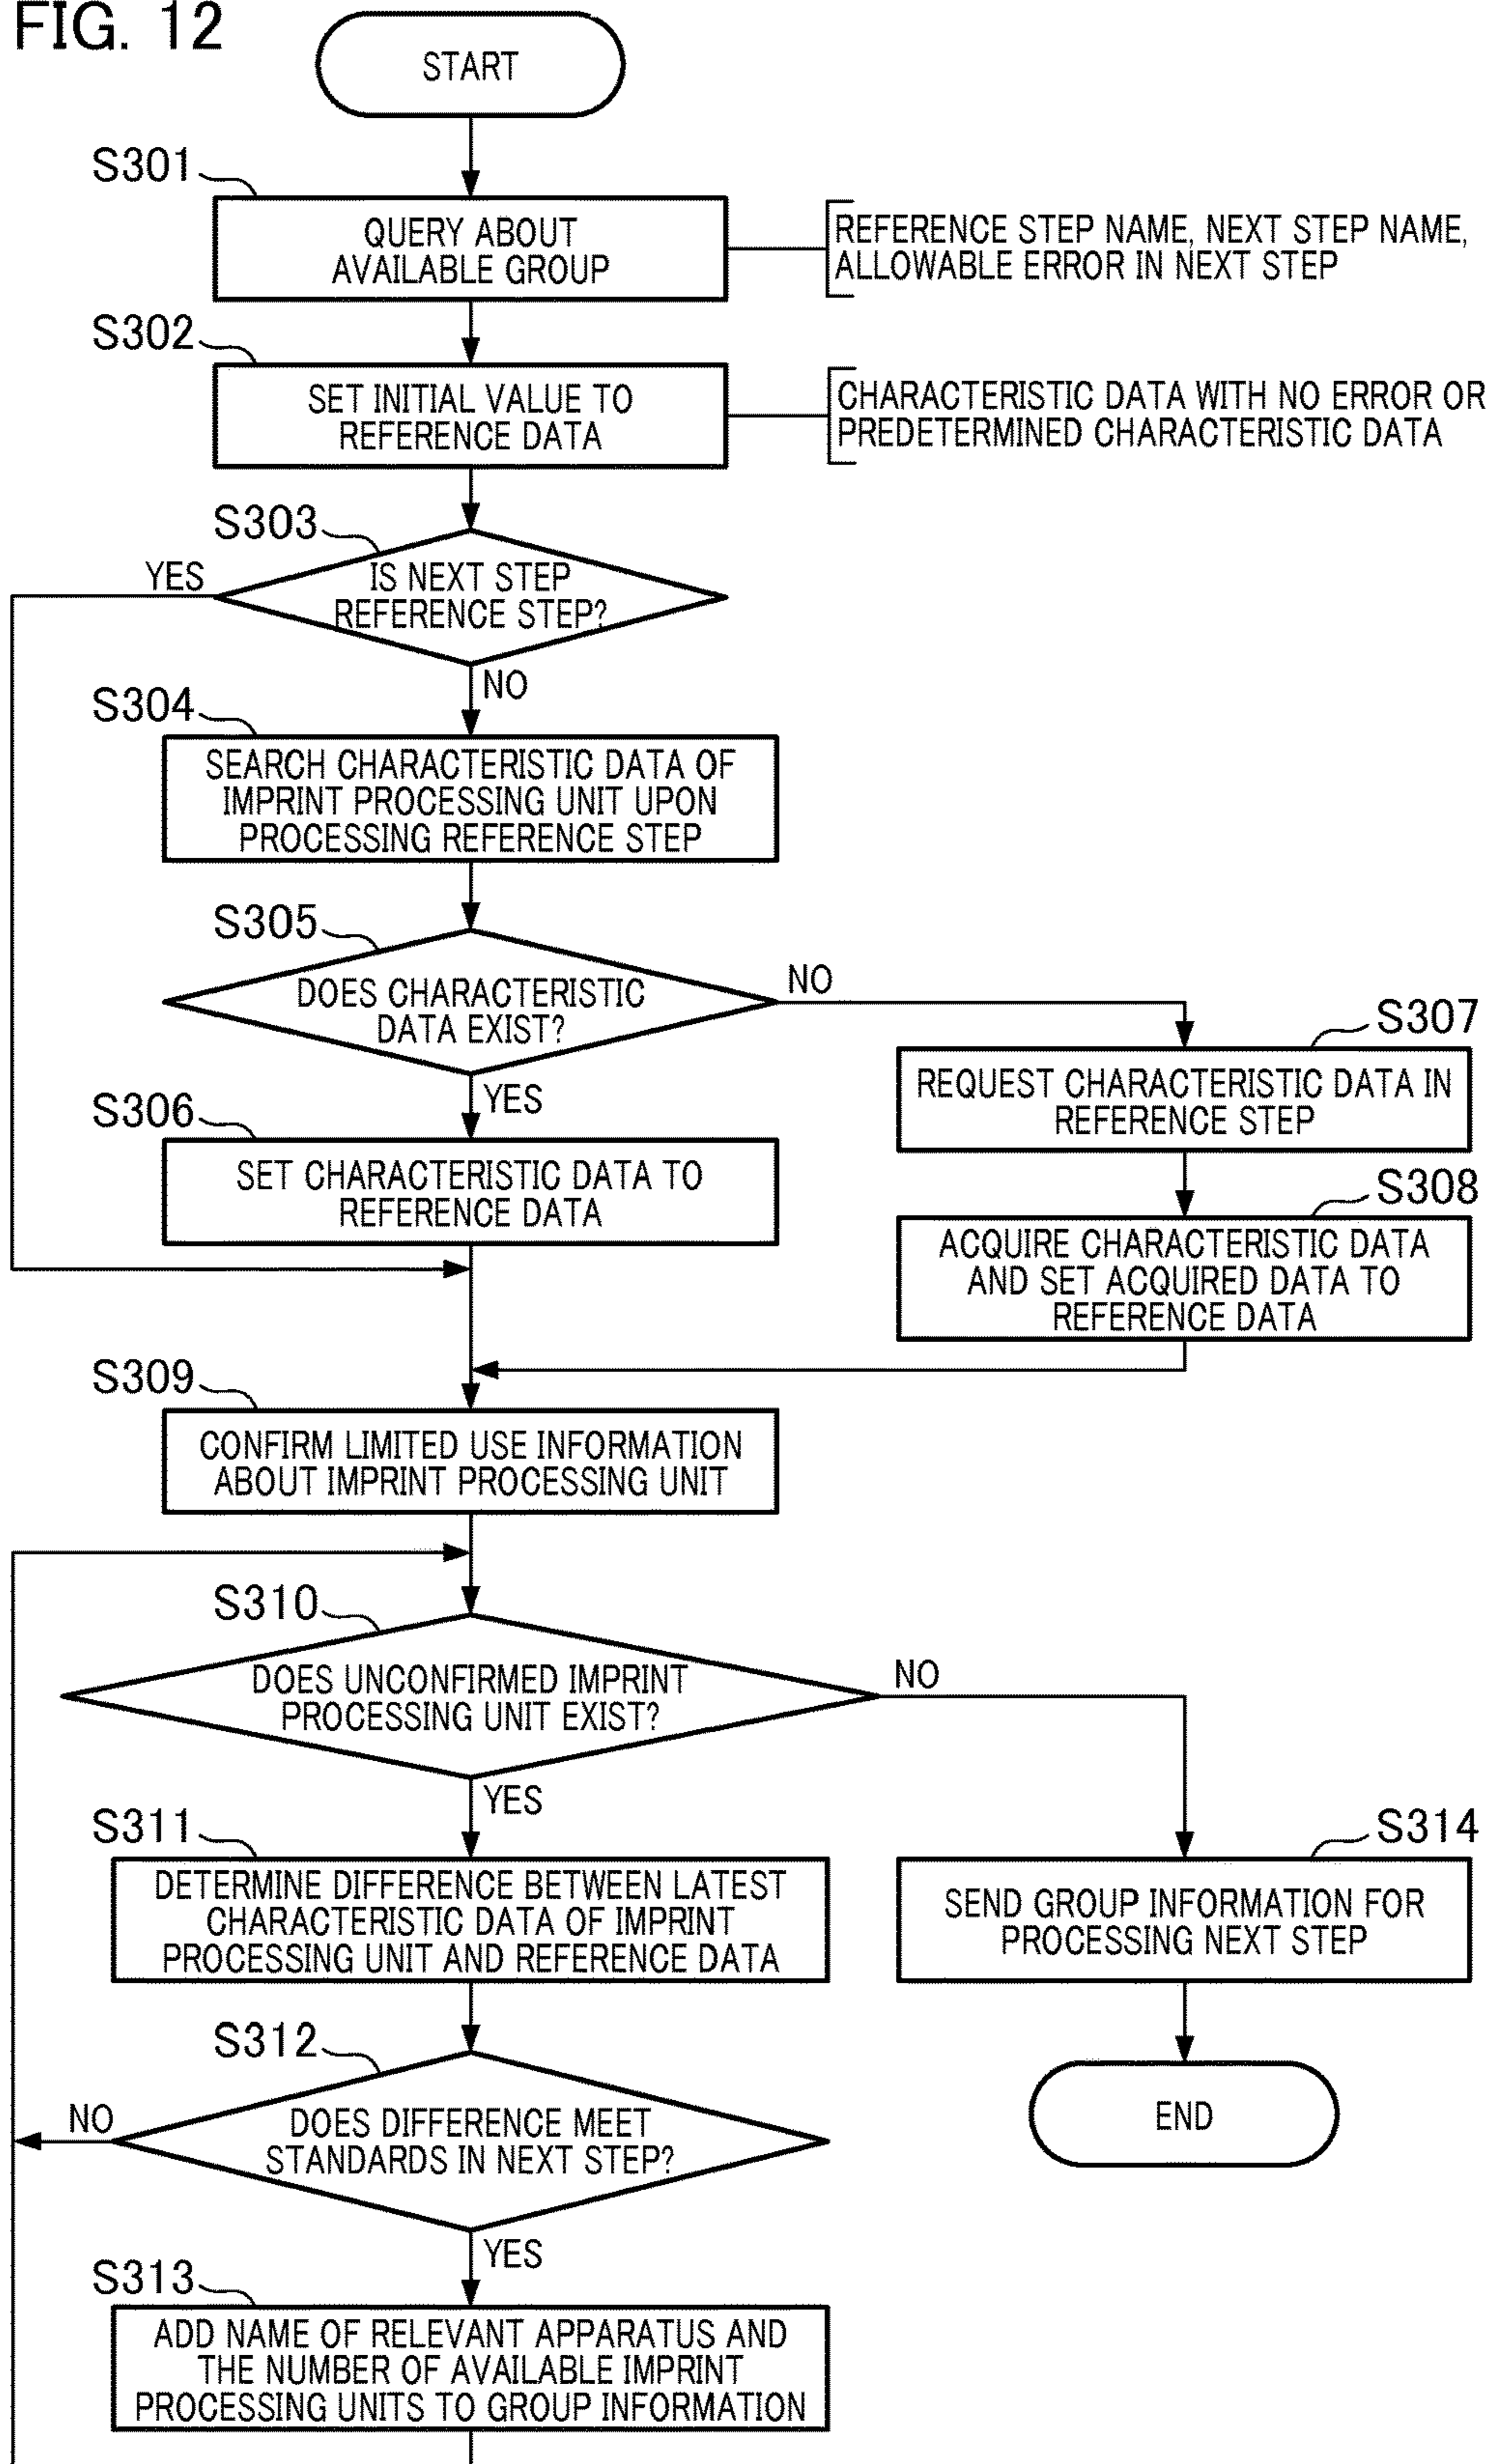 FIG. 12
START
S301
QUERY ABOUT
AVAILABLE GROUP
REFERENCE STEP NAME, NEXT STEP NAME,
ALLOWABLE ERROR IN NEXT STEP
S302
SET INITIAL VALUE TO
REFERENCE DATA
CHARACTERISTIC DATA WITH NO ERROR OR
PREDETERMINED CHARACTERISTIC DATA
S303
YES
IS NEXT STEP
REFERENCE STEP?
NO
S304
SEARCH CHARACTERISTIC DATA OF
IMPRINT PROCESSING UNIT UPON
PROCESSING REFERENCE STEP
S305
DOES CHARACTERISTIC
DATA EXIST?
NO
YES
S307
REQUEST CHARACTERISTIC DATA IN
REFERENCE STEP
S306
SET CHARACTERISTIC DATA TO
REFERENCE DATA
S308
ACQUIRE CHARACTERISTIC DATA
AND SET ACQUIRED DATA TO
REFERENCE DATA
S309
CONFIRM LIMITED USE INFORMATION
ABOUT IMPRINT PROCESSING UNIT
S310
DOES UNCONFIRMED IMPRINT
PROCESSING UNIT EXIST?
NO
YES
S311
DETERMINE DIFFERENCE BETWEEN LATEST
CHARACTERISTIC DATA OF IMPRINT
PROCESSING UNIT AND REFERENCE DATA
S314
SEND GROUP INFORMATION FOR
PROCESSING NEXT STEP
S312
NO
DOES DIFFERENCE MEET
STANDARDS IN NEXT STEP?
END
YES
S313
ADD NAME OF RELEVANT APPARATUS AND
THE NUMBER OF AVAILABLE IMPRINT
PROCESSING UNITS TO GROUP INFORMATION